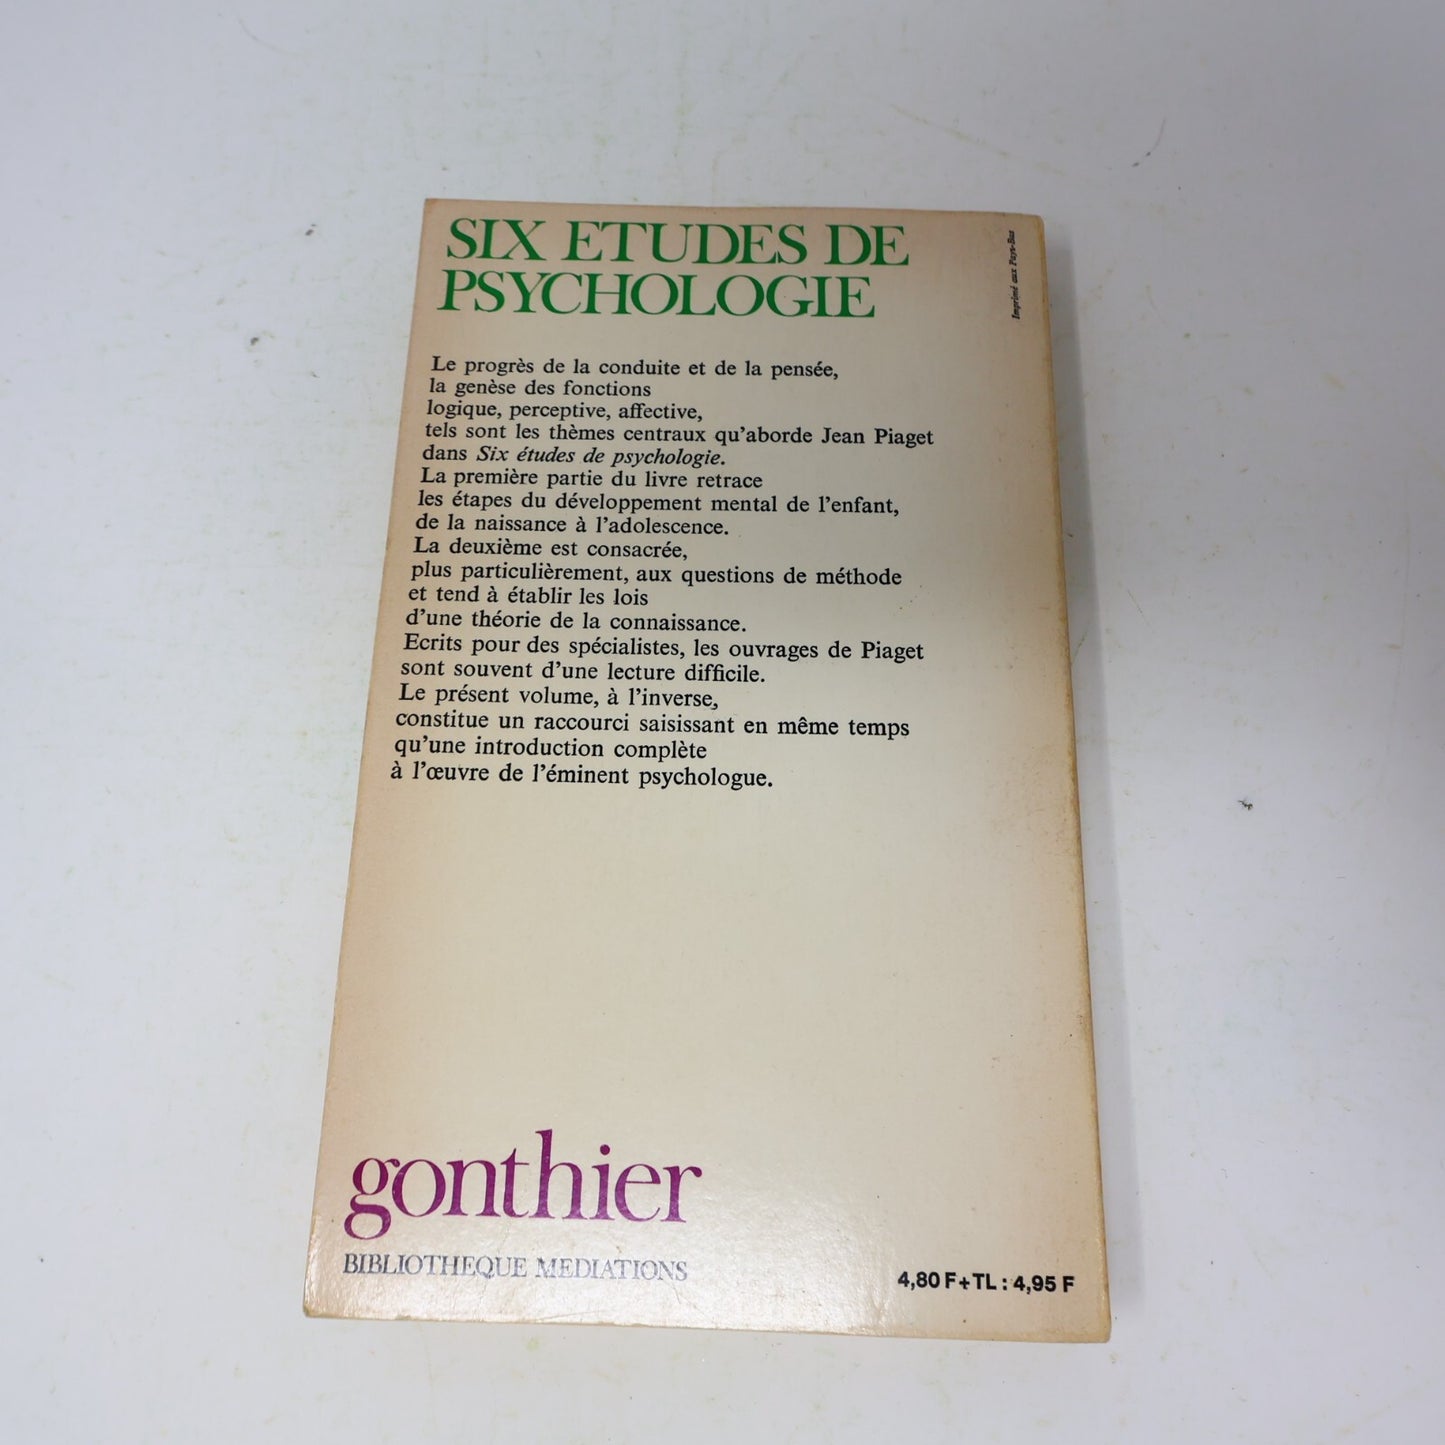 SIX ETUDES DE
PSYCHOLOGIE
Imprimé aux Pays-Bas
Le progrès de la conduite et de la pensée,
la genèse des fonctions
logique, perceptive, affective,
tels sont les thèmes centraux qu'aborde Jean Piaget
dans Six études de psychologie.
La première partie du livre retrace
les étapes du développement mental de l'enfant,
de la naissance à l'adolescence.
La deuxième est consacrée,
plus particulièrement, aux questions de méthode
et tend à établir les lois
d'une théorie de la connaissance.
Ecrits pour des spécialistes, les ouvrages de Piaget
sont souvent d'une lecture difficile.
Le présent volume, à l'inverse,
constitue un raccourci saisissant en même temps
qu'une introduction complète
à l'œuvre de l'éminent psychologue.
gonthier
BIBLIOTHEQUE MEDIATIONS
4,80 F+TL : 4,95 F